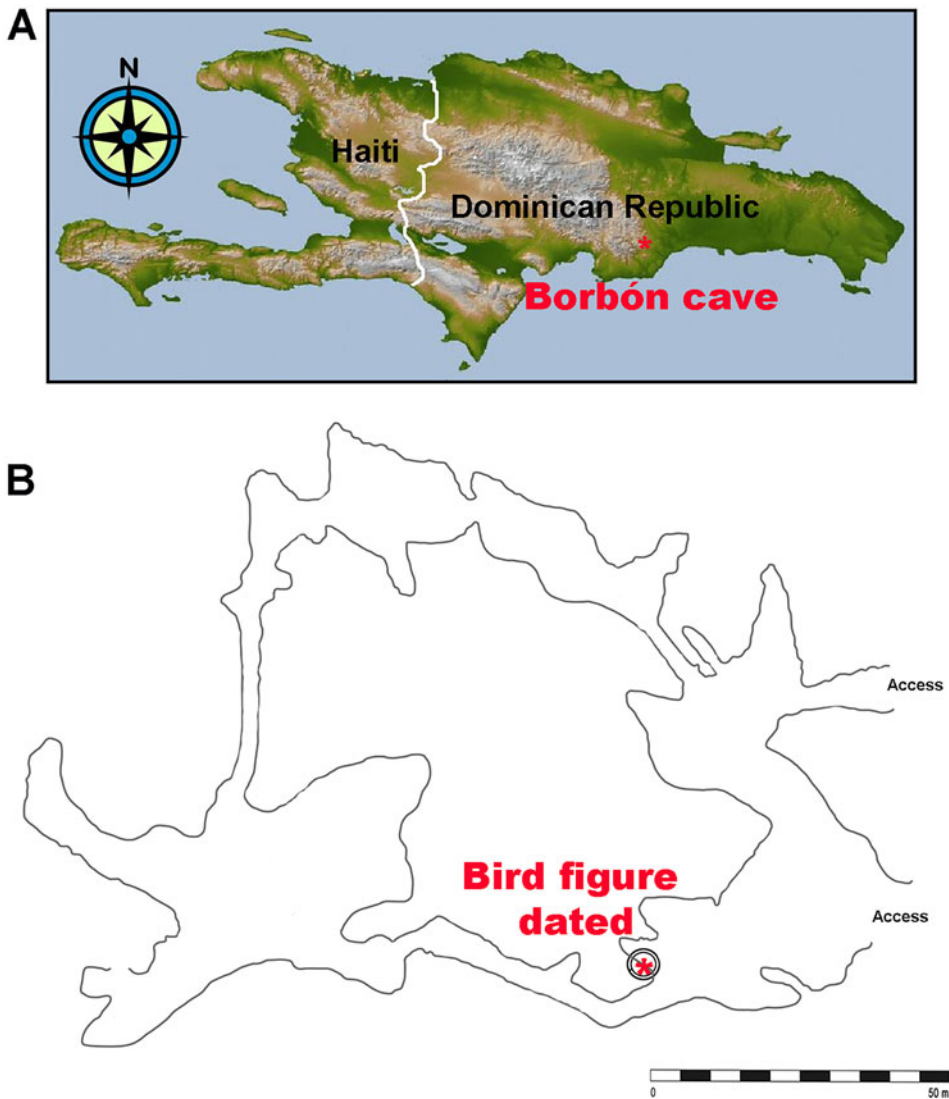 A
N
Haiti
Dominican Republic
*
Borbón cave
B
Access
Bird figure
dated
Access
*
0 50 m